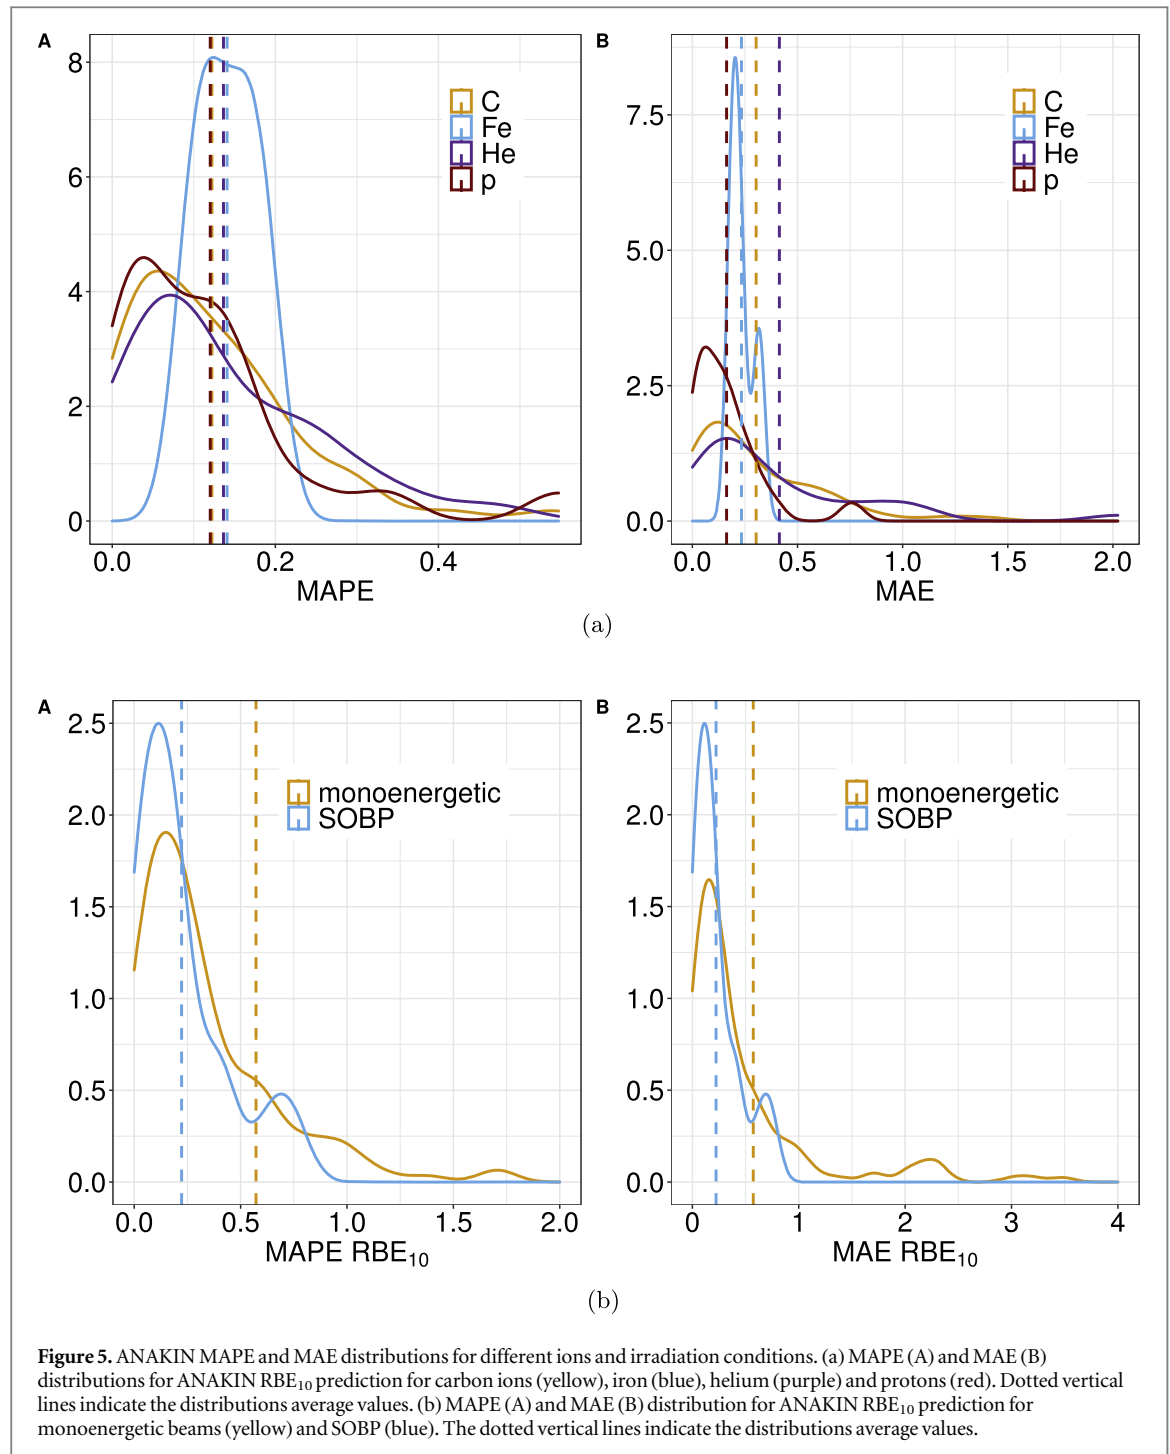 A
8
6
4
2
0
0.0 0.2 0.4
MAPE
C
Fe
He
p
B
7.5
5.0
2.5
0.0
0.0 0.5 1.0 1.5 2.0
MAE
C
Fe
He
p
(a)
A
2.5
2.0
1.5
1.0
0.5
0.0
0.0 0.5 1.0 1.5 2.0
MAPE RBE₁₀
monoenergetic
SOBP
B
2.5
2.0
1.5
1.0
0.5
0.0
0 1 2 3 4
MAE RBE₁₀
monoenergetic
SOBP
(b)
Figure 5. ANAKIN MAPE and MAE distributions for different ions and irradiation conditions. (a) MAPE (A) and MAE (B)
distributions for ANAKIN RBE₁₀ prediction for carbon ions (yellow), iron (blue), helium (purple) and protons (red). Dotted vertical
lines indicate the distributions average values. (b) MAPE (A) and MAE (B) distribution for ANAKIN RBE₁₀ prediction for
monoenergetic beams (yellow) and SOBP (blue). The dotted vertical lines indicate the distributions average values.